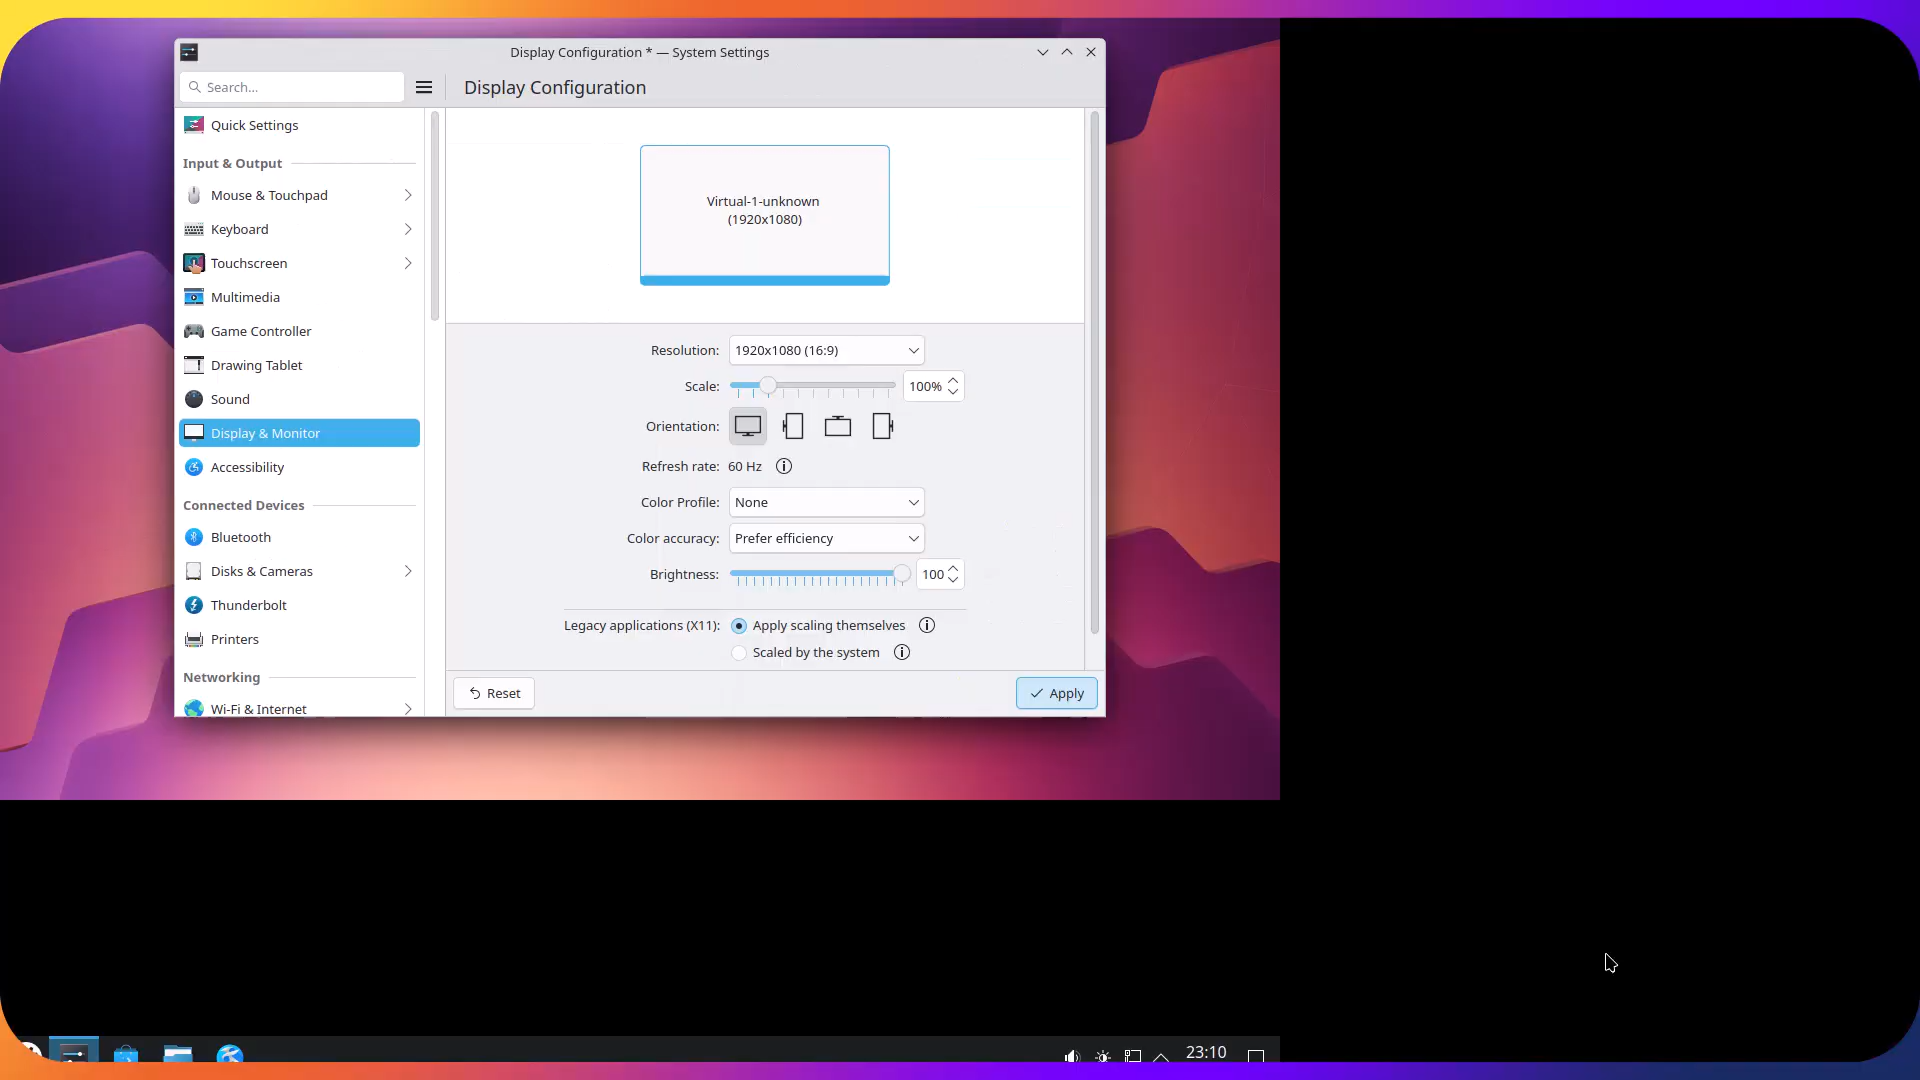 Display Configuration * — System Settings
Search...
Display Configuration
Quick Settings
Input & Output
Mouse & Touchpad
Keyboard
Touchscreen
Multimedia
Game Controller
Drawing Tablet
Sound
Display & Monitor
Accessibility
Connected Devices
Bluetooth
Disks & Cameras
Thunderbolt
Printers
Networking
Wi-Fi & Internet
Virtual-1-unknown
(1920x1080)
Resolution: 1920x1080 (16:9)
Scale: 100%
Orientation:
Refresh rate: 60 Hz
Color Profile: None
Color accuracy: Prefer efficiency
Brightness: 100
Legacy applications (X11): Apply scaling themselves
Scaled by the system
Reset
Apply
23:10